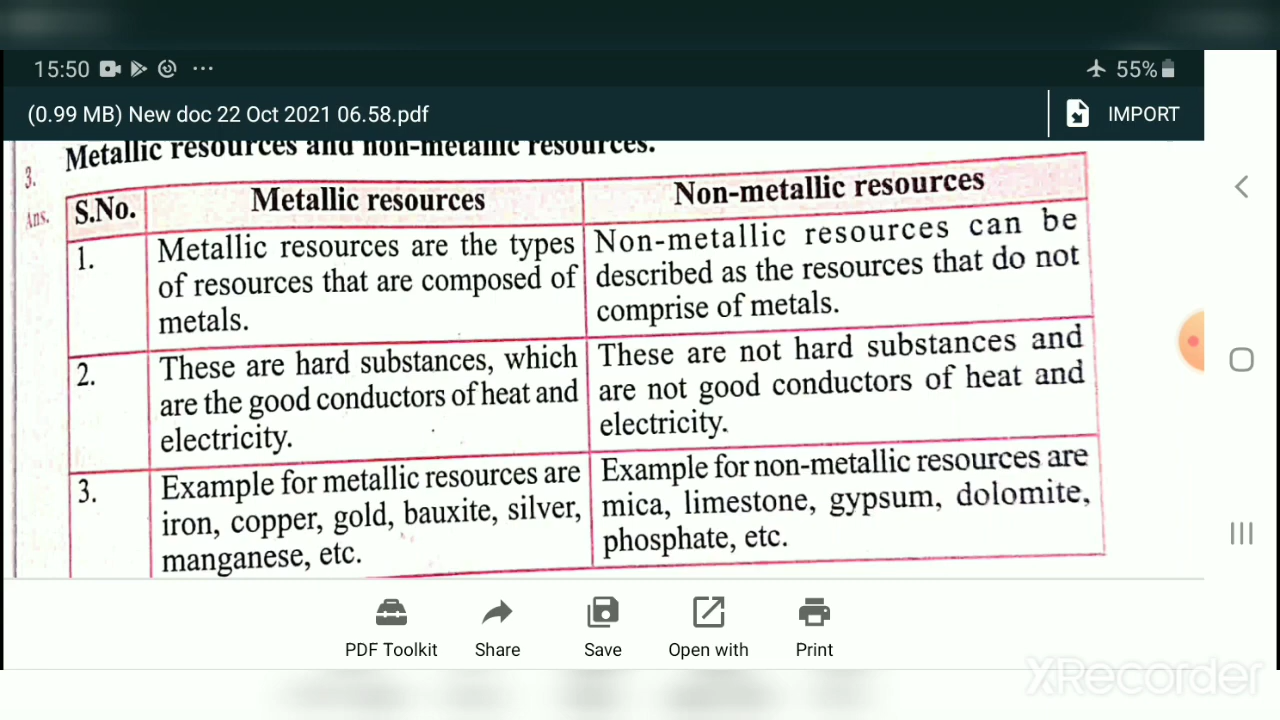 15:50 ... 55%
(0.99 MB) New doc 22 Oct 2021 06.58.pdf IMPORT
3. Metallic resources and non-metallic resources.
Ans. S.No. Metallic resources Non-metallic resources
1. Metallic resources are the types Non-metallic resources can be
of resources that are composed of described as the resources that do not
metals. comprise of metals.
2. These are hard substances, which These are not hard substances and
are the good conductors of heat and are not good conductors of heat and
electricity. electricity.
3. Example for metallic resources are Example for non-metallic resources are
iron, copper, gold, bauxite, silver, mica, limestone, gypsum, dolomite,
manganese, etc. phosphate, etc.
PDF Toolkit Share Save Open with Print
XRecorder